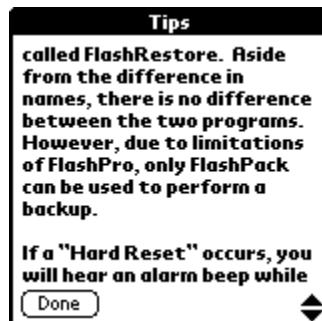 Tips
called FlashRestore. Aside
from the difference in
names, there is no difference
between the two programs.
However, due to limitations
of FlashPro, only FlashPack
can be used to perform a
backup.
If a "Hard Reset" occurs, you
will hear an alarm beep while
Done